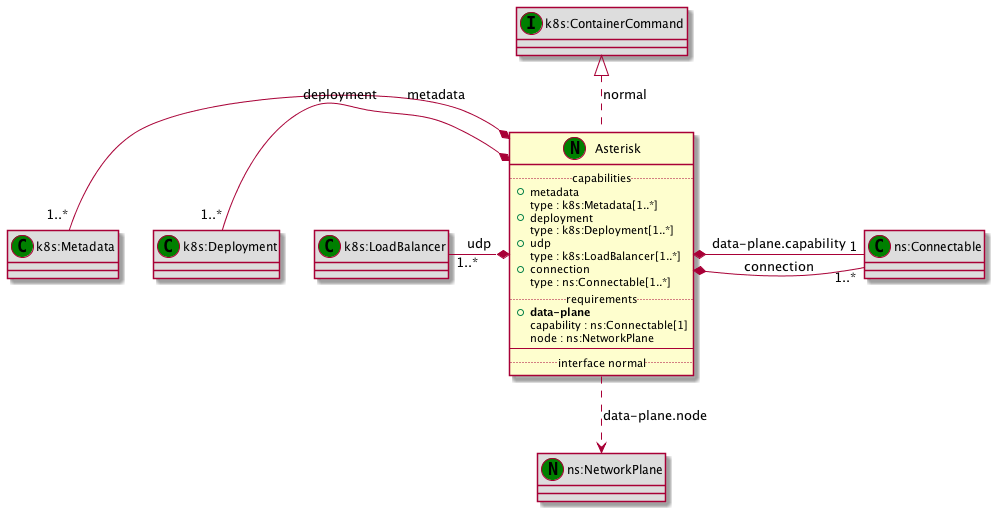 I k8s:ContainerCommand
normal
deployment
metadata
N Asterisk
capabilities
metadata
type : k8s:Metadata[1..*]
deployment
type : k8s:Deployment[1..*]
udp
type : k8s:LoadBalancer[1..*]
connection
type : ns:Connectable[1..*]
requirements
data-plane
capability : ns:Connectable[1]
node : ns:NetworkPlane
interface normal
1..*
C k8s:Metadata
1..*
C k8s:Deployment
C k8s:LoadBalancer
udp
1..*
data-plane.capability
1
connection
1..*
C ns:Connectable
data-plane.node
N ns:NetworkPlane